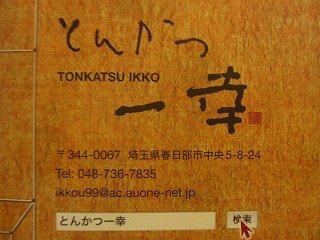 とんかつ
TONKATSU IKKO
一幸
〒344-0067 埼玉県春日部市中央5-8-24
Tel: 048-736-7835
ikkou99@ac.auone-net.jp
とんかつ一幸 検索